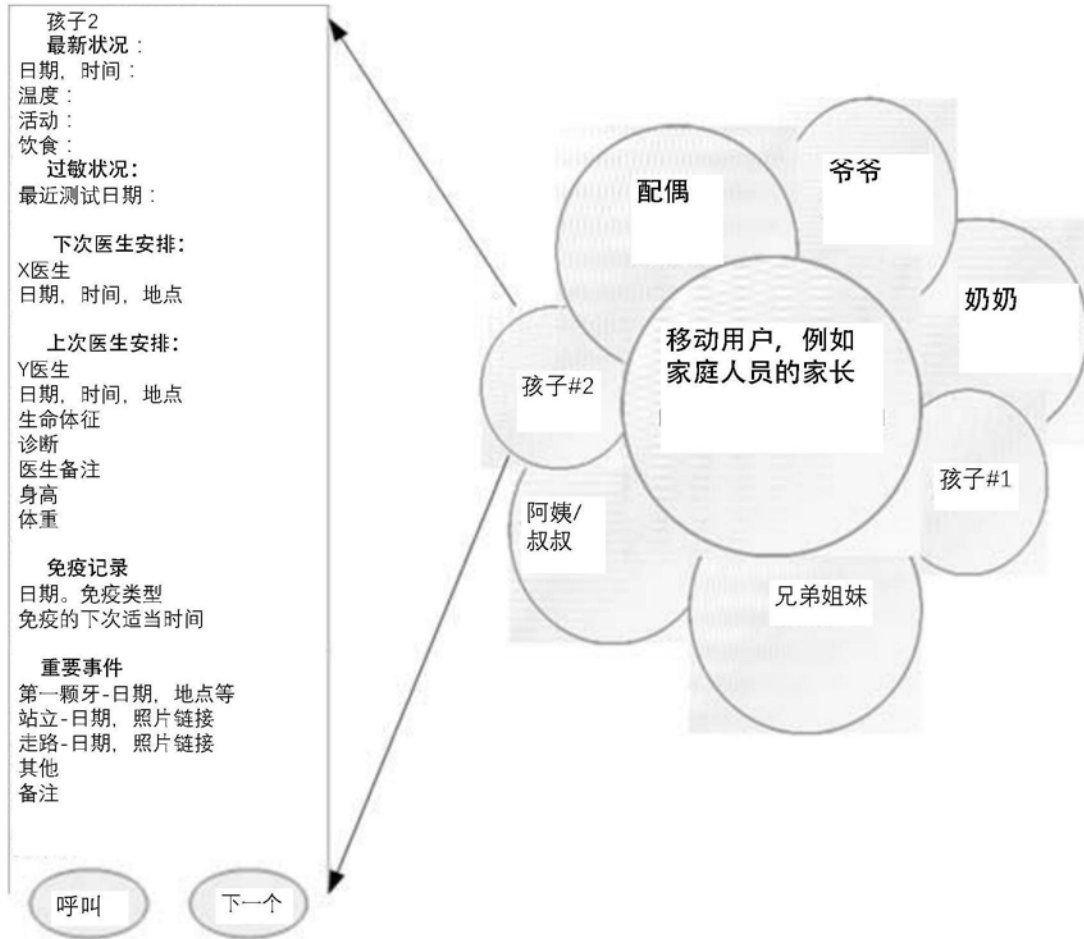 孩子2
最新状况：
日期，时间：
温度：
活动：
饮食：
过敏状况：
最近测试日期：
下次医生安排：
X医生
日期，时间，地点
上次医生安排：
Y医生
日期，时间，地点
生命体征
诊断
医生备注
身高
体重
免疫记录
日期。免疫类型
免疫的下次适当时间
重要事件
第一颗牙-日期，地点等
站立-日期，照片链接
走路-日期，照片链接
其他
备注
呼叫
下一个
配偶
爷爷
奶奶
移动用户，例如
家庭人员的家长
孩子#2
孩子#1
阿姨/
叔叔
兄弟姐妹